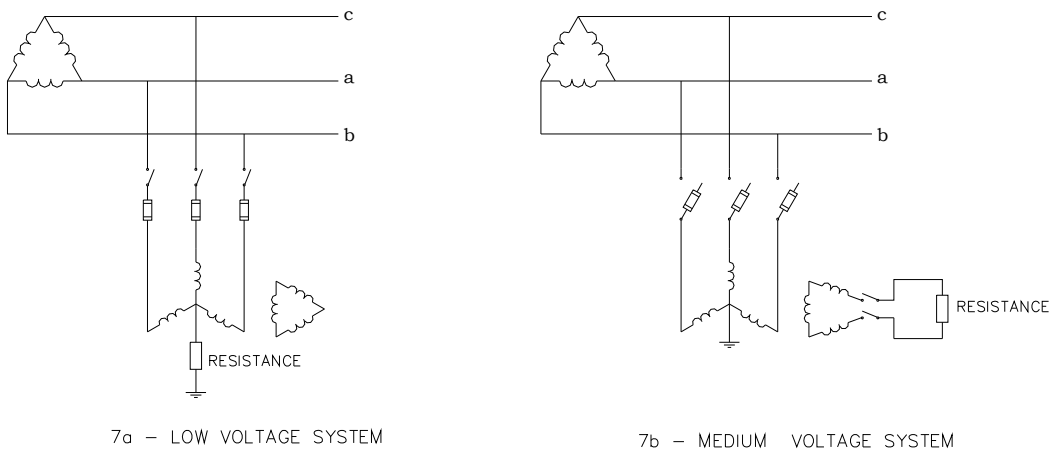 c
a
b
RESISTANCE
7a – LOW VOLTAGE SYSTEM
c
a
b
RESISTANCE
7b – MEDIUM VOLTAGE SYSTEM